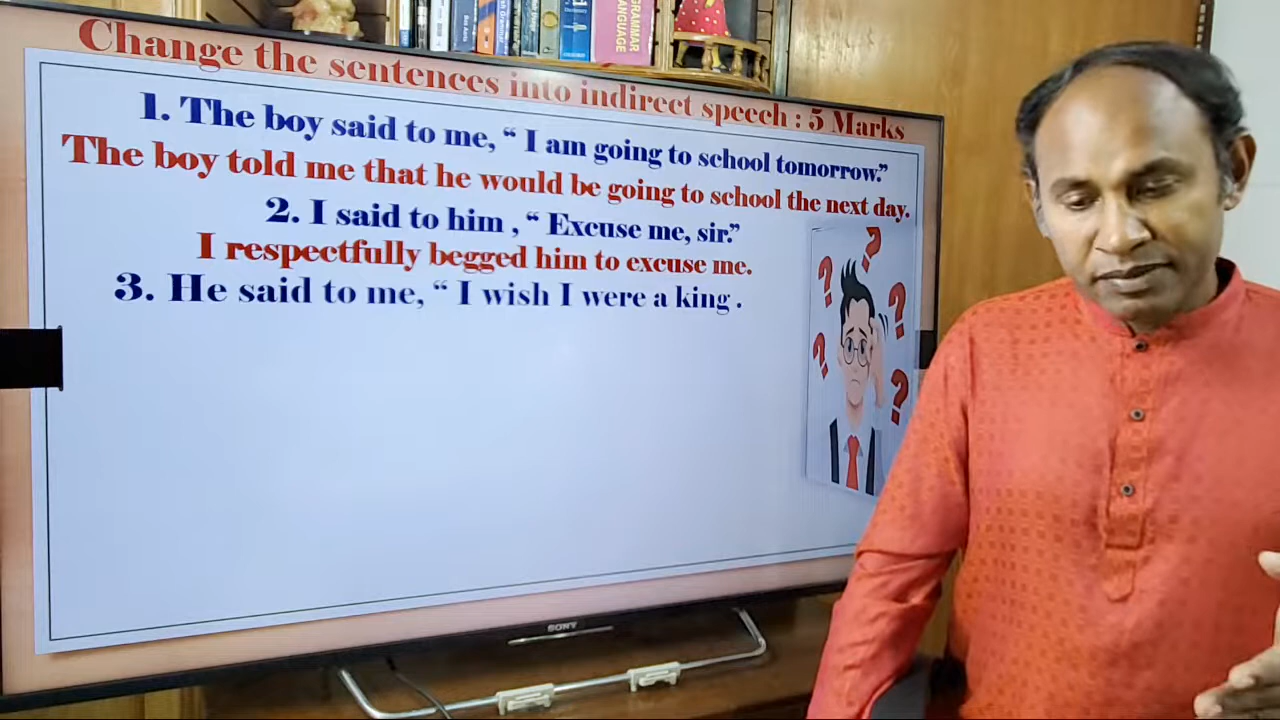 GRAMMAR
LANGUAGE
Change the sentences into indirect speech : 5 Marks
1. The boy said to me, “ I am going to school tomorrow.”
The boy told me that he would be going to school the next day.
2. I said to him , “ Excuse me, sir.”
I respectfully begged him to excuse me.
3. He said to me, “ I wish I were a king .
? ? ? ? ?
SONY